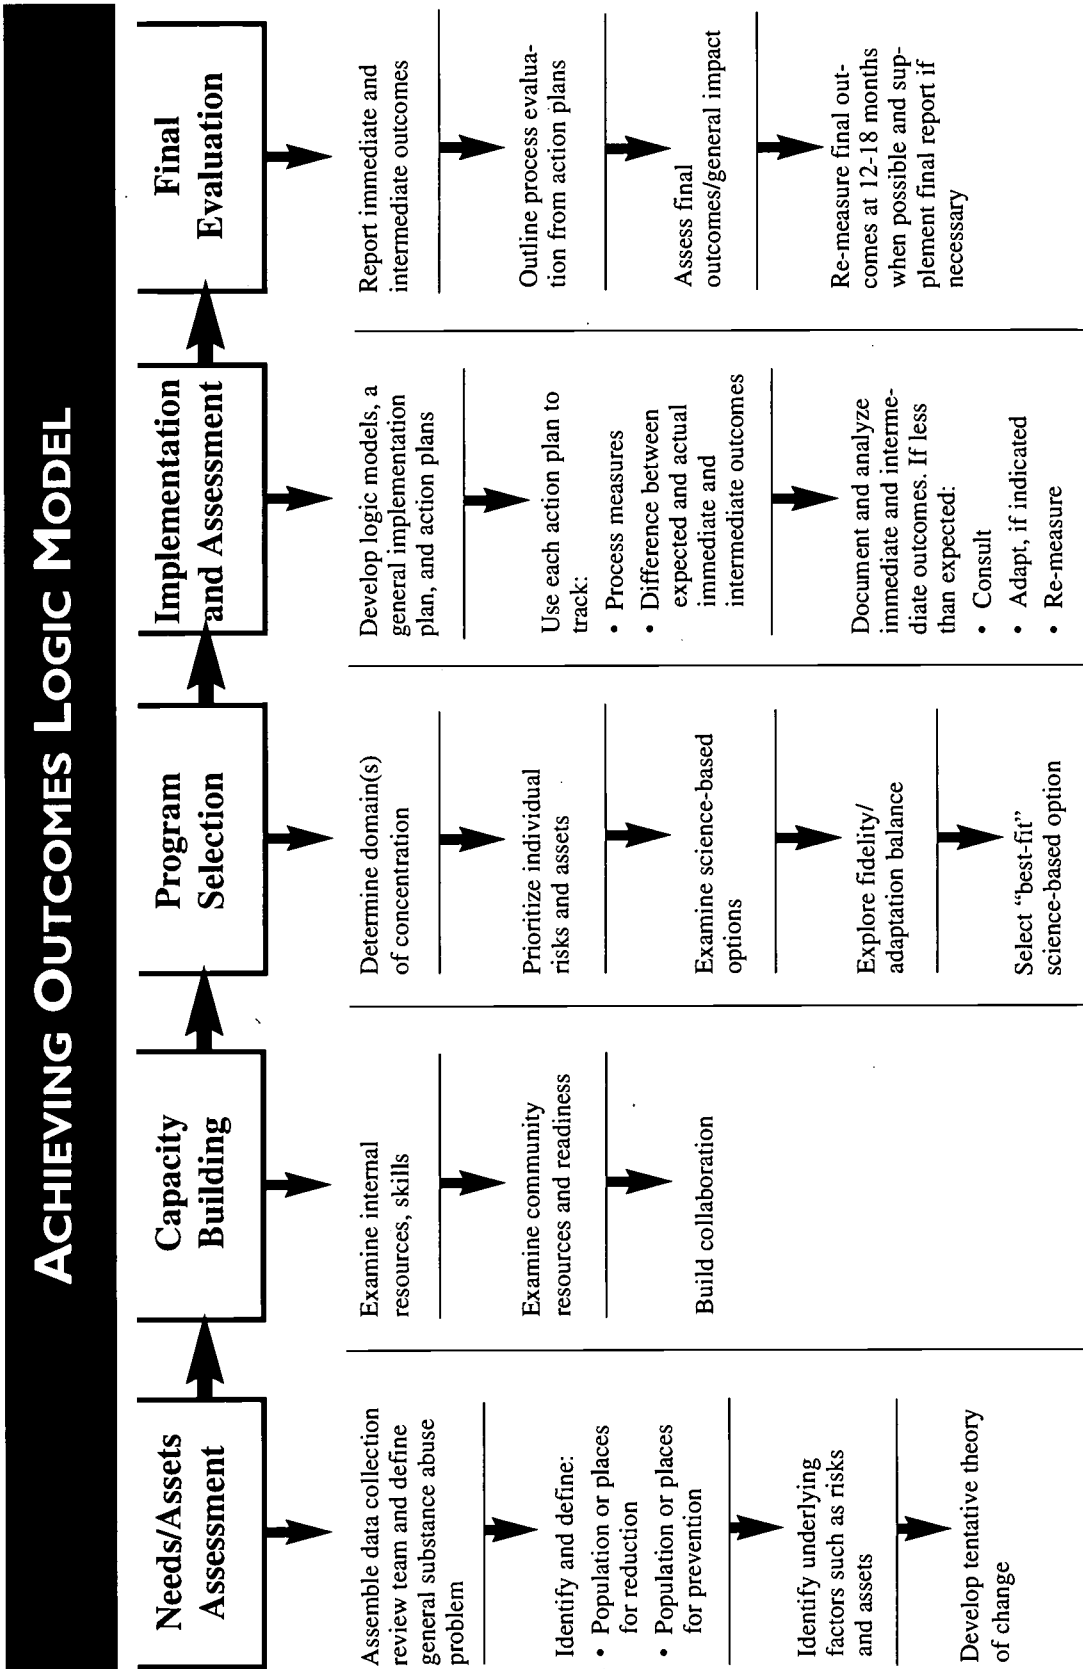 ACHIEVING OUTCOMES LOGIC MODEL
Needs/Assets
Assessment
Assemble data collection
review team and define
general substance abuse
problem
Identify and define:
• Population or places
for reduction
• Population or places
for prevention
Identify underlying
factors such as risks
and assets
Develop tentative theory
of change
Capacity
Building
Examine internal
resources, skills
Examine community
resources and readiness
Build collaboration
Program
Selection
Determine domain(s)
of concentration
Prioritize individual
risks and assets
Examine science-based
options
Explore fidelity/
adaptation balance
Select “best-fit”
science-based option
Implementation
and Assessment
Develop logic models, a
general implementation
plan, and action plans
Use each action plan to
track:
• Process measures
• Difference between
expected and actual
immediate and
intermediate outcomes
Document and analyze
immediate and interme-
diate outcomes. If less
than expected:
• Consult
• Adapt, if indicated
• Re-measure
Final
Evaluation
Report immediate and
intermediate outcomes
Outline process evalua-
tion from action plans
Assess final
outcomes/general impact
Re-measure final out-
comes at 12-18 months
when possible and sup-
plement final report if
necessary